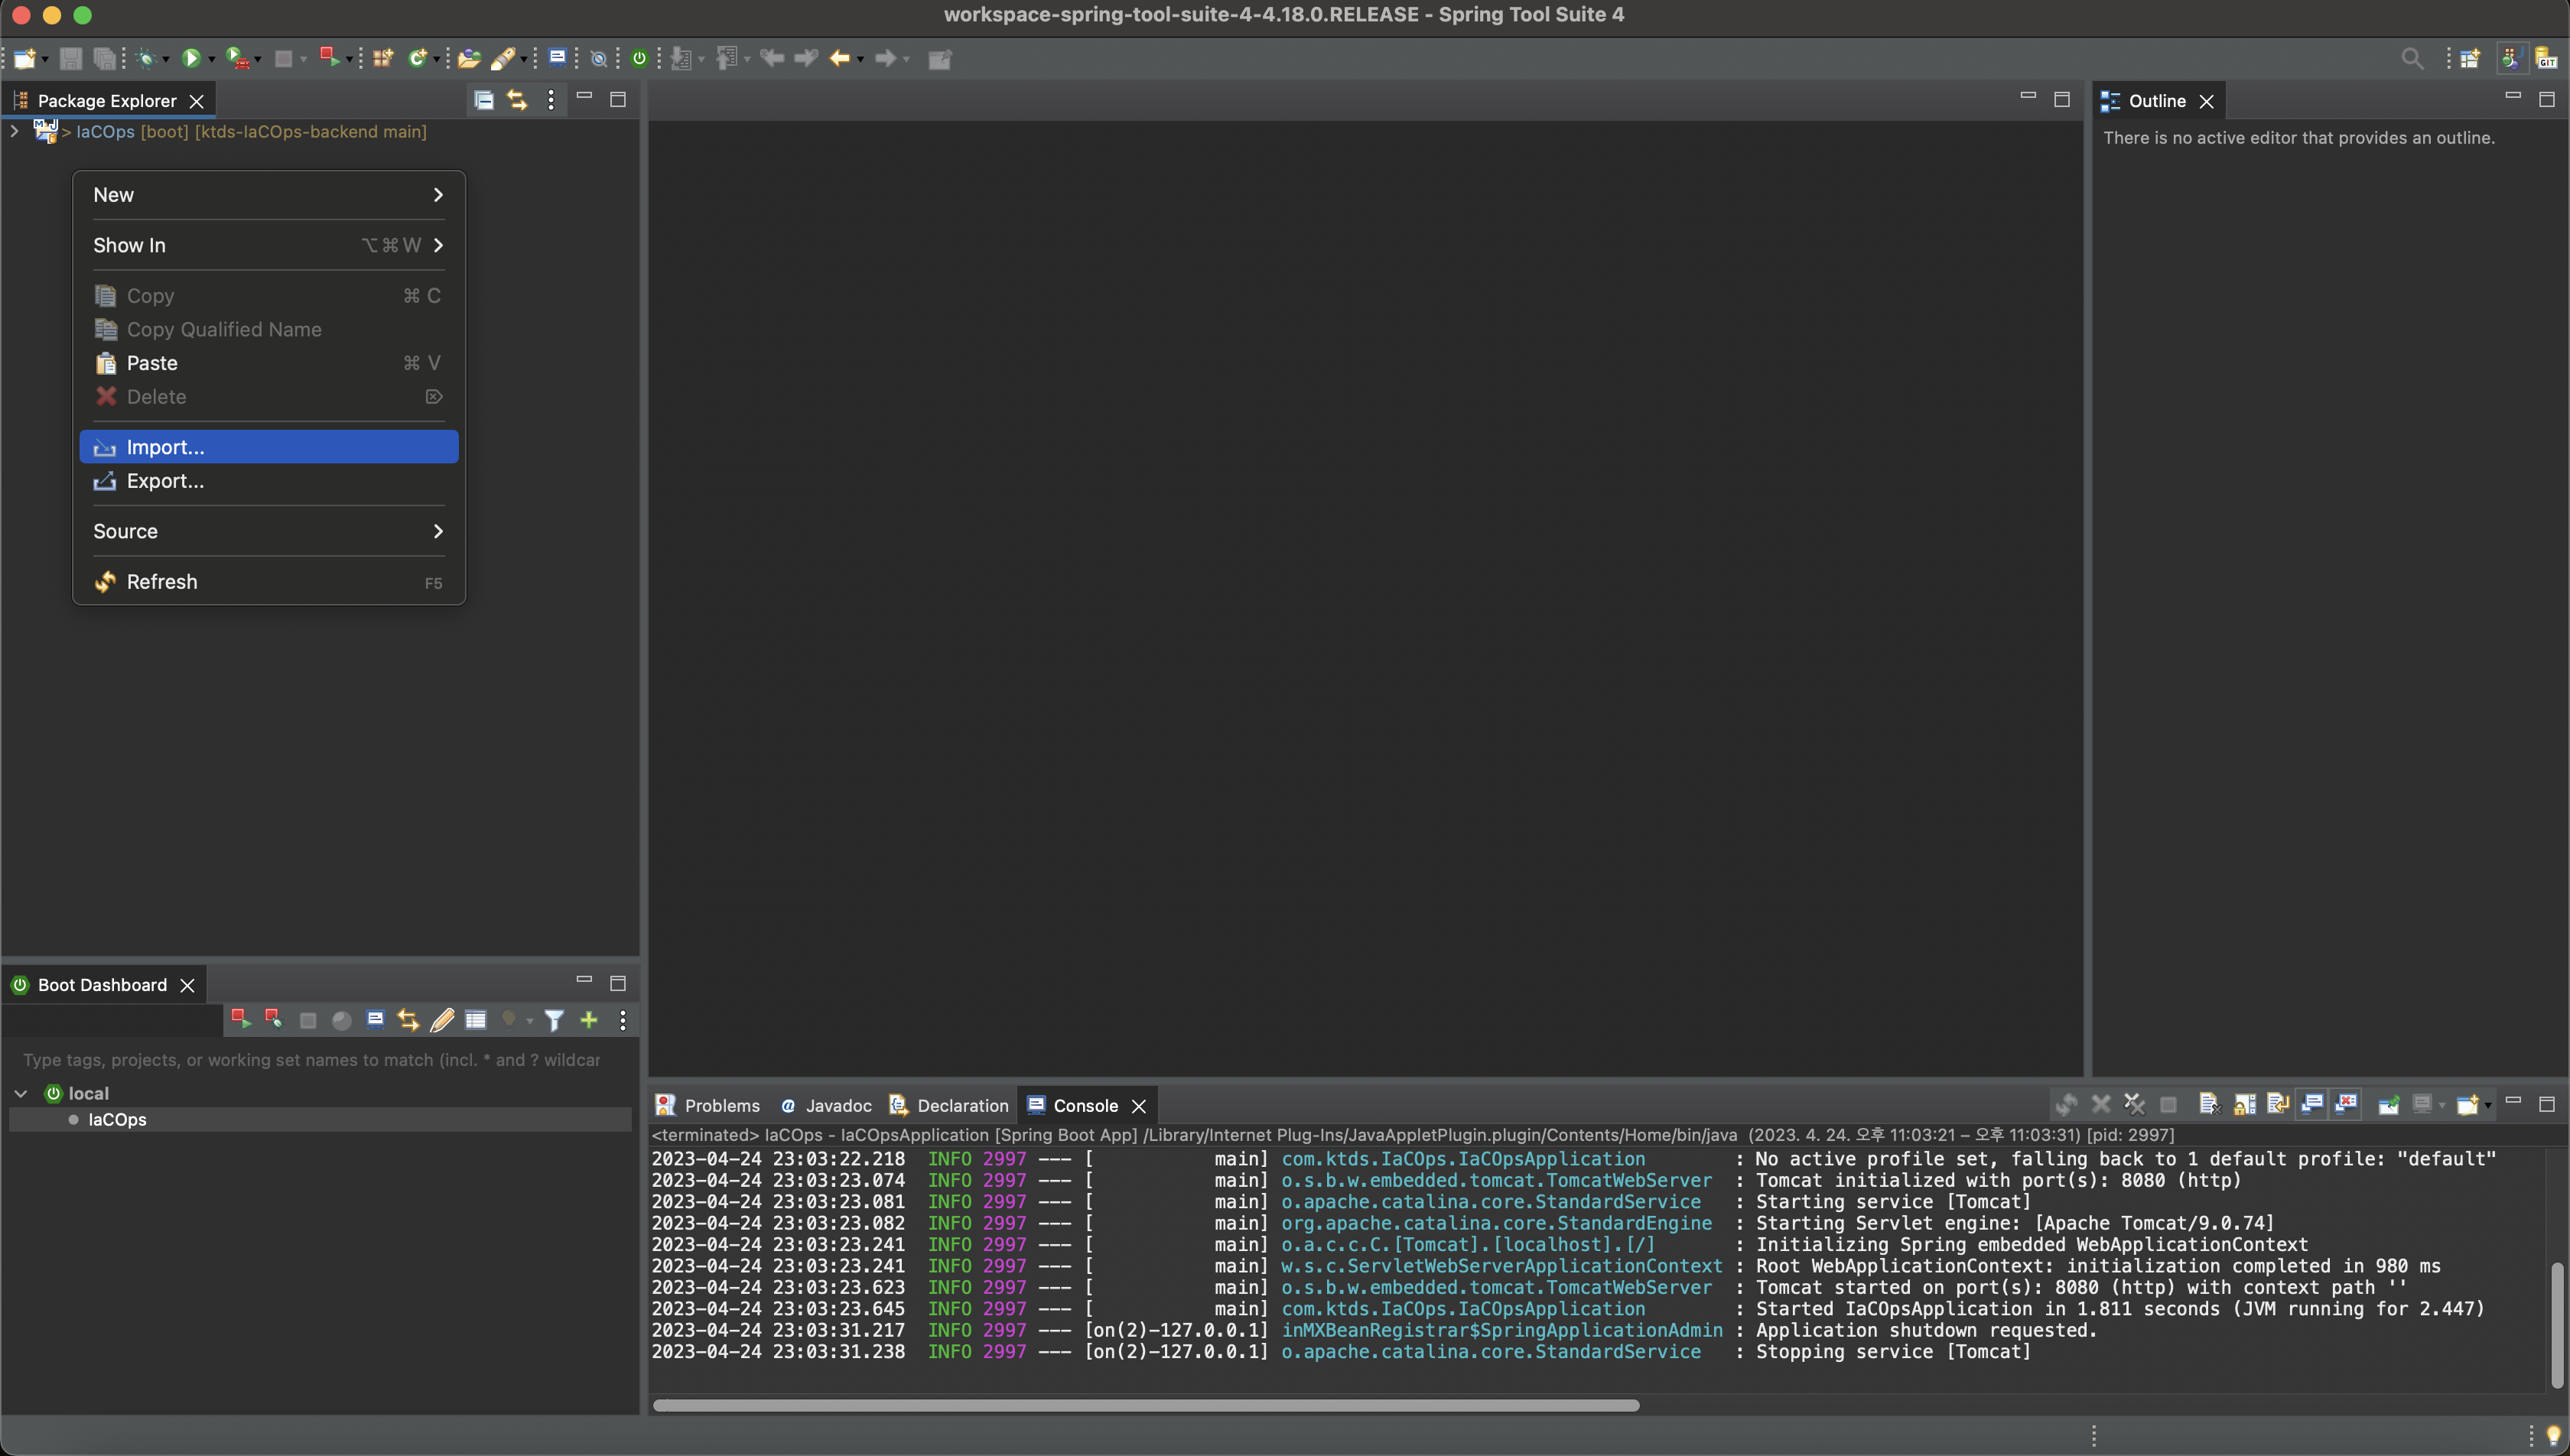 workspace-spring-tool-suite-4-4.18.0.RELEASE - Spring Tool Suite 4
GIT
Package Explorer
> IaCOps [boot] [ktds-IaCOps-backend main]
New
Show In ⌥⌘W
Copy ⌘ C
Copy Qualified Name
Paste ⌘ V
Delete ⌦
Import...
Export...
Source
Refresh F5
Outline
There is no active editor that provides an outline.
Boot Dashboard
Type tags, projects, or working set names to match (incl. * and ? wildcar
local
IaCOps
Problems @ Javadoc Declaration Console
<terminated> IaCOps - IaCOpsApplication [Spring Boot App] /Library/Internet Plug-Ins/JavaAppletPlugin.plugin/Contents/Home/bin/java (2023. 4. 24. 오후 11:03:21 – 오후 11:03:31) [pid: 2997]
2023-04-24 23:03:22.218  INFO 2997 --- [           main] com.ktds.IaCOps.IaCOpsApplication        : No active profile set, falling back to 1 default profile: "default"
2023-04-24 23:03:23.074  INFO 2997 --- [           main] o.s.b.w.embedded.tomcat.TomcatWebServer  : Tomcat initialized with port(s): 8080 (http)
2023-04-24 23:03:23.081  INFO 2997 --- [           main] o.apache.catalina.core.StandardService   : Starting service [Tomcat]
2023-04-24 23:03:23.082  INFO 2997 --- [           main] org.apache.catalina.core.StandardEngine  : Starting Servlet engine: [Apache Tomcat/9.0.74]
2023-04-24 23:03:23.241  INFO 2997 --- [           main] o.a.c.c.C.[Tomcat].[localhost].[/]       : Initializing Spring embedded WebApplicationContext
2023-04-24 23:03:23.241  INFO 2997 --- [           main] w.s.c.ServletWebServerApplicationContext : Root WebApplicationContext: initialization completed in 980 ms
2023-04-24 23:03:23.623  INFO 2997 --- [           main] o.s.b.w.embedded.tomcat.TomcatWebServer  : Tomcat started on port(s): 8080 (http) with context path ''
2023-04-24 23:03:23.645  INFO 2997 --- [           main] com.ktds.IaCOps.IaCOpsApplication        : Started IaCOpsApplication in 1.811 seconds (JVM running for 2.447)
2023-04-24 23:03:31.217  INFO 2997 --- [on(2)-127.0.0.1] inMXBeanRegistrar$SpringApplicationAdmin : Application shutdown requested.
2023-04-24 23:03:31.238  INFO 2997 --- [on(2)-127.0.0.1] o.apache.catalina.core.StandardService   : Stopping service [Tomcat]